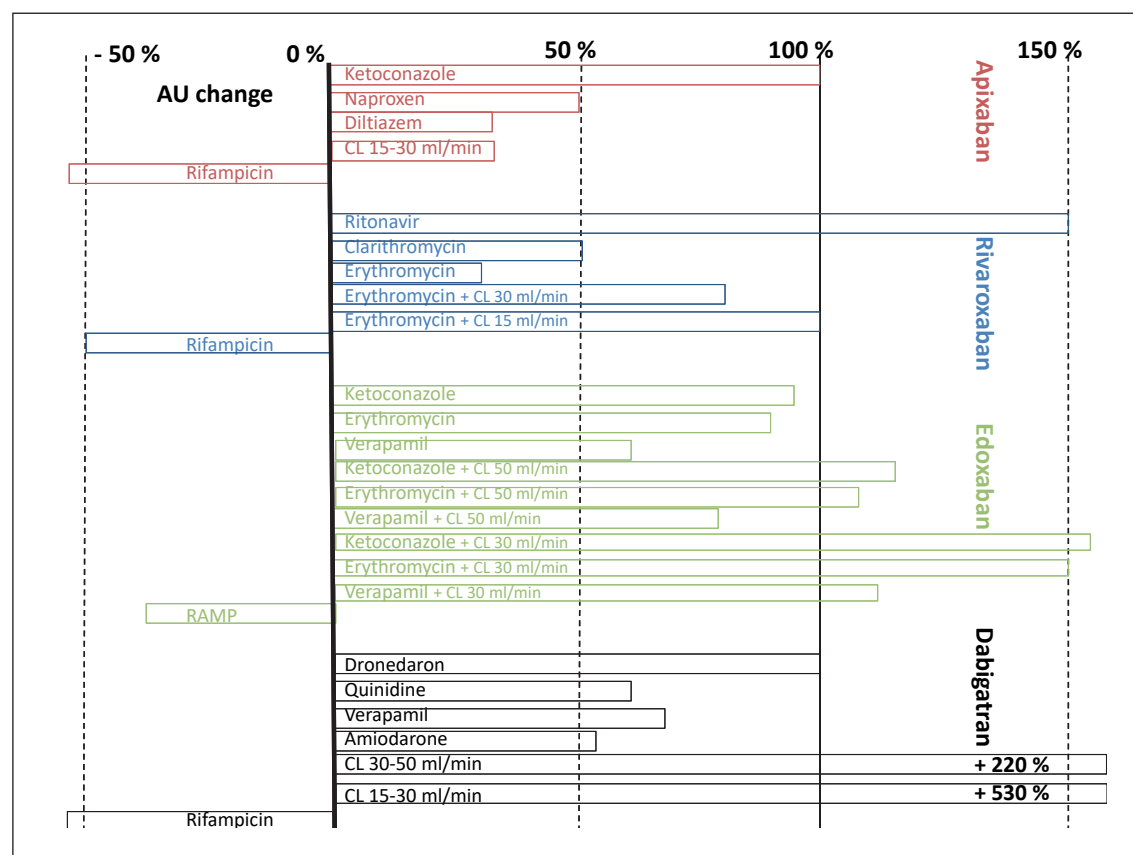 - 50 %
0 %
50 %
100 %
150 %
AU change
Apixaban
Ketoconazole
Naproxen
Diltiazem
CL 15-30 ml/min
Rifampicin
Rivaroxaban
Ritonavir
Clarithromycin
Erythromycin
Erythromycin + CL 30 ml/min
Erythromycin + CL 15 ml/min
Rifampicin
Edoxaban
Ketoconazole
Erythromycin
Verapamil
Ketoconazole + CL 50 ml/min
Erythromycin + CL 50 ml/min
Verapamil + CL 50 ml/min
Ketoconazole + CL 30 ml/min
Erythromycin + CL 30 ml/min
Verapamil + CL 30 ml/min
RAMP
Dabigatran
Dronedaron
Quinidine
Verapamil
Amiodarone
CL 30-50 ml/min + 220 %
CL 15-30 ml/min + 530 %
Rifampicin